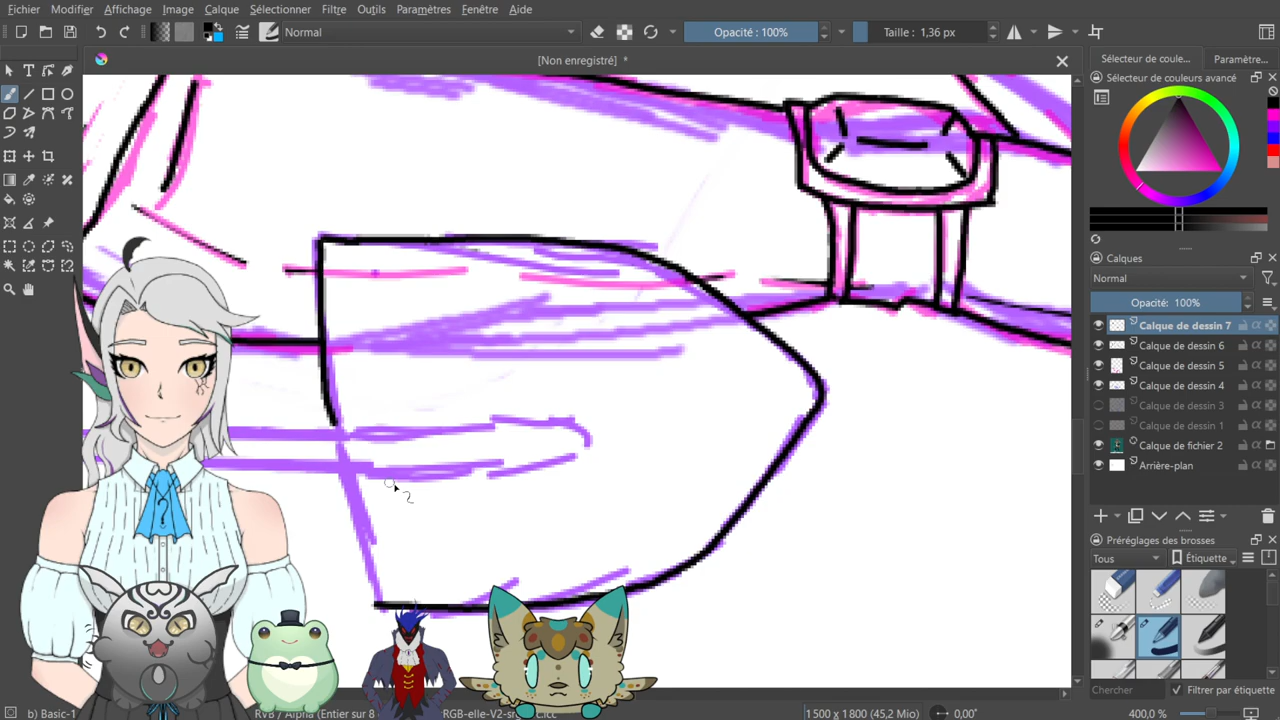 Fichier Modifier Affichage Image Calque Sélectionner Filtre Outils Paramètres Fenêtre Aide
Normal Opacité : 100% Taille : 1,36 px
[Non enregistré] *
Sélecteur de coule... Paramètre...
Sélecteur de couleurs avancé
Calques
Normal
Opacité: 100%
Calque de dessin 7
Calque de dessin 6
Calque de dessin 5
Calque de dessin 4
Calque de dessin 3
Calque de dessin 1
Calque de fichier 2
Arrière-plan
Préréglages des brosses
Tous Étiquette
Chercher Filtrer par étiquette
b) Basic-1 RVB / Alpha (Entier sur 8 RGB-elle-V2-sr 1 500 x 1 800 (45,2 Mio) 0,00° 400,0 %